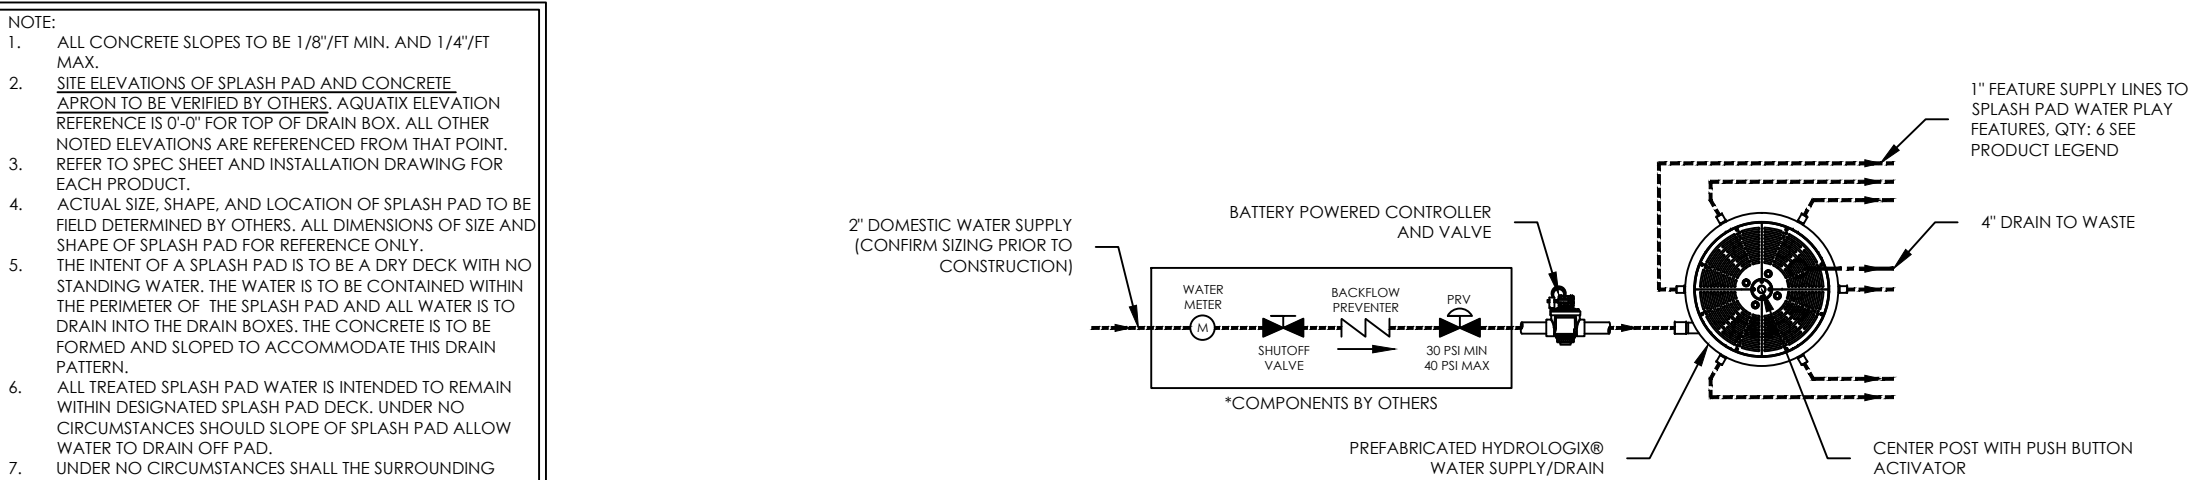 NOTE:
1. ALL CONCRETE SLOPES TO BE 1/8"/FT MIN. AND 1/4"/FT
MAX.
2. SITE ELEVATIONS OF SPLASH PAD AND CONCRETE
APRON TO BE VERIFIED BY OTHERS. AQUATIX ELEVATION
REFERENCE IS 0'-0" FOR TOP OF DRAIN BOX. ALL OTHER
NOTED ELEVATIONS ARE REFERENCED FROM THAT POINT.
3. REFER TO SPEC SHEET AND INSTALLATION DRAWING FOR
EACH PRODUCT.
4. ACTUAL SIZE, SHAPE, AND LOCATION OF SPLASH PAD TO BE
FIELD DETERMINED BY OTHERS. ALL DIMENSIONS OF SIZE AND
SHAPE OF SPLASH PAD FOR REFERENCE ONLY.
5. THE INTENT OF A SPLASH PAD IS TO BE A DRY DECK WITH NO
STANDING WATER. THE WATER IS TO BE CONTAINED WITHIN
THE PERIMETER OF THE SPLASH PAD AND ALL WATER IS TO
DRAIN INTO THE DRAIN BOXES. THE CONCRETE IS TO BE
FORMED AND SLOPED TO ACCOMMODATE THIS DRAIN
PATTERN.
6. ALL TREATED SPLASH PAD WATER IS INTENDED TO REMAIN
WITHIN DESIGNATED SPLASH PAD DECK. UNDER NO
CIRCUMSTANCES SHOULD SLOPE OF SPLASH PAD ALLOW
WATER TO DRAIN OFF PAD.
7. UNDER NO CIRCUMSTANCES SHALL THE SURROUNDING
2" DOMESTIC WATER SUPPLY
(CONFIRM SIZING PRIOR TO
CONSTRUCTION)
WATER
METER
M
SHUTOFF
VALVE
BACKFLOW
PREVENTER
PRV
30 PSI MIN
40 PSI MAX
*COMPONENTS BY OTHERS
BATTERY POWERED CONTROLLER
AND VALVE
1" FEATURE SUPPLY LINES TO
SPLASH PAD WATER PLAY
FEATURES, QTY: 6 SEE
PRODUCT LEGEND
4" DRAIN TO WASTE
PREFABRICATED HYDROLOGIX®
WATER SUPPLY/DRAIN
CENTER POST WITH PUSH BUTTON
ACTIVATOR